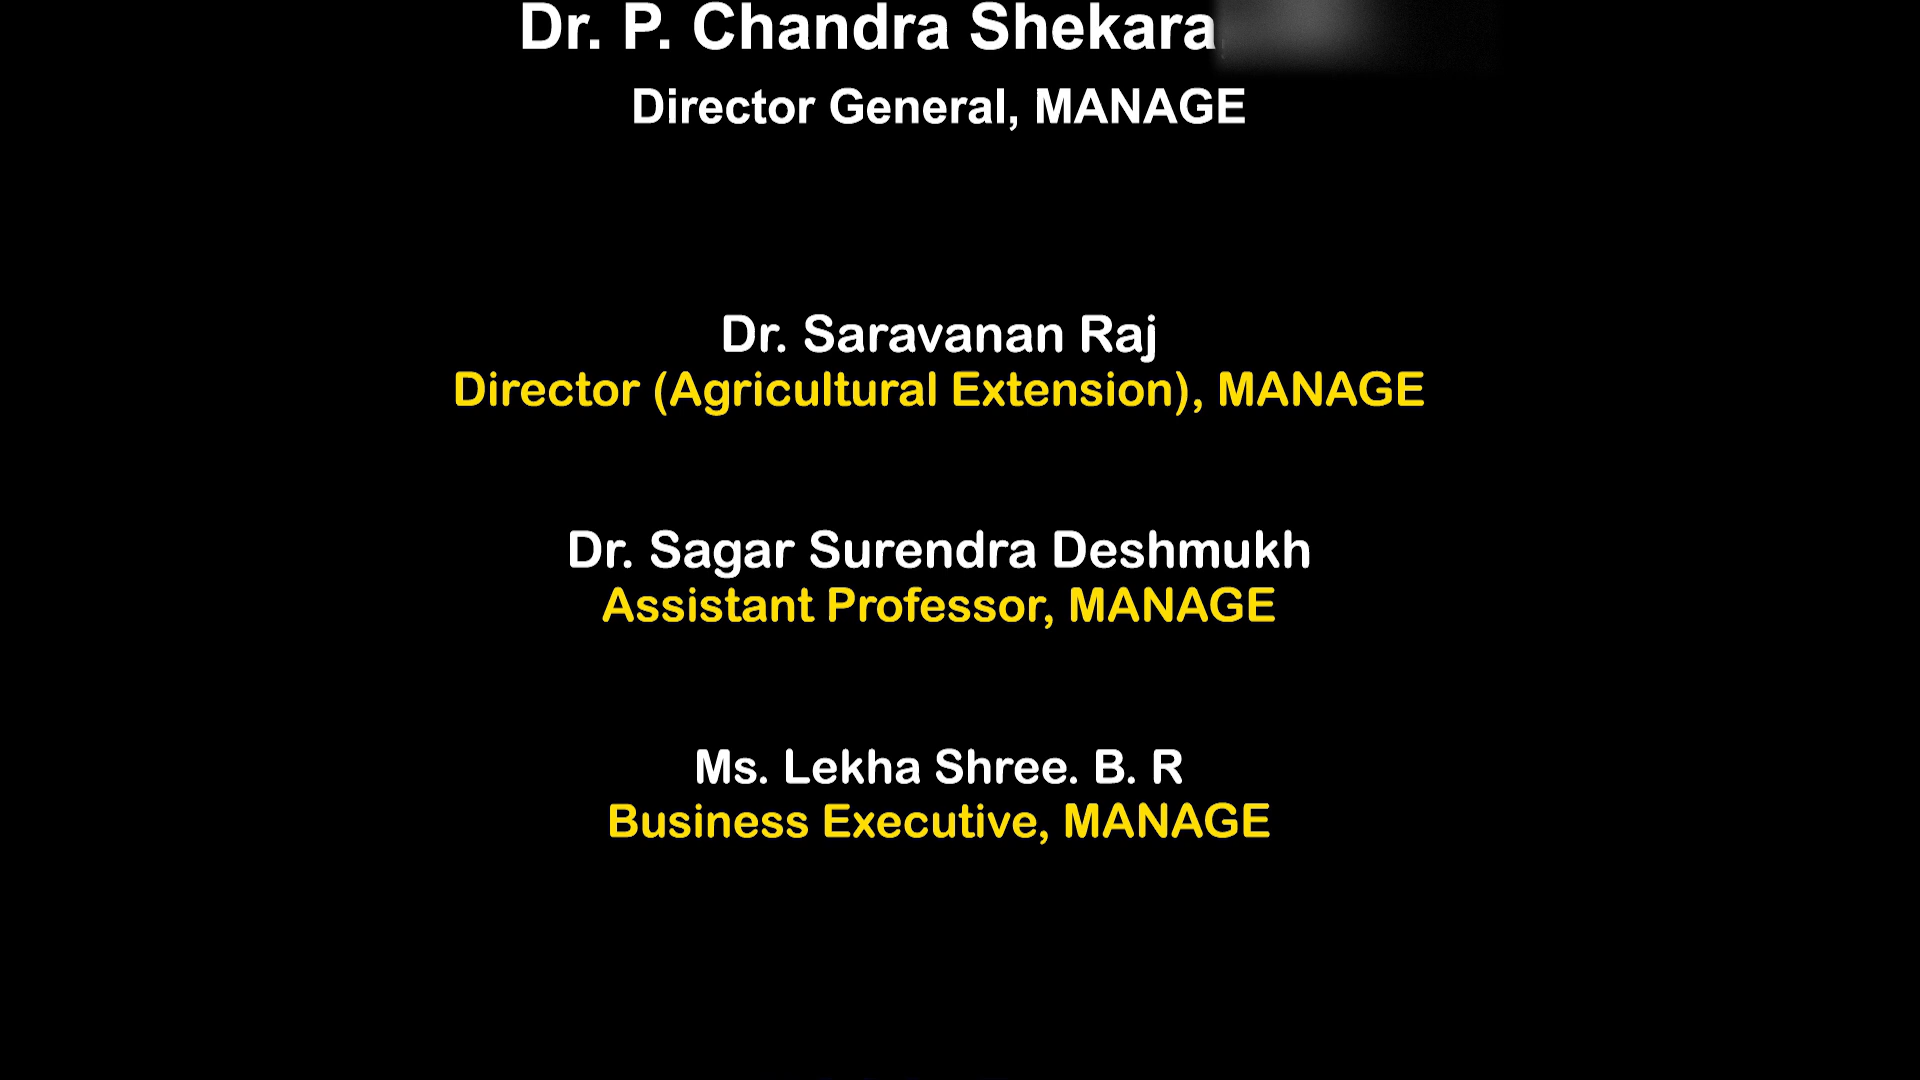 Dr. P. Chandra Shekara
Director General, MANAGE
Dr. Saravanan Raj
Director (Agricultural Extension), MANAGE
Dr. Sagar Surendra Deshmukh
Assistant Professor, MANAGE
Ms. Lekha Shree. B. R
Business Executive, MANAGE